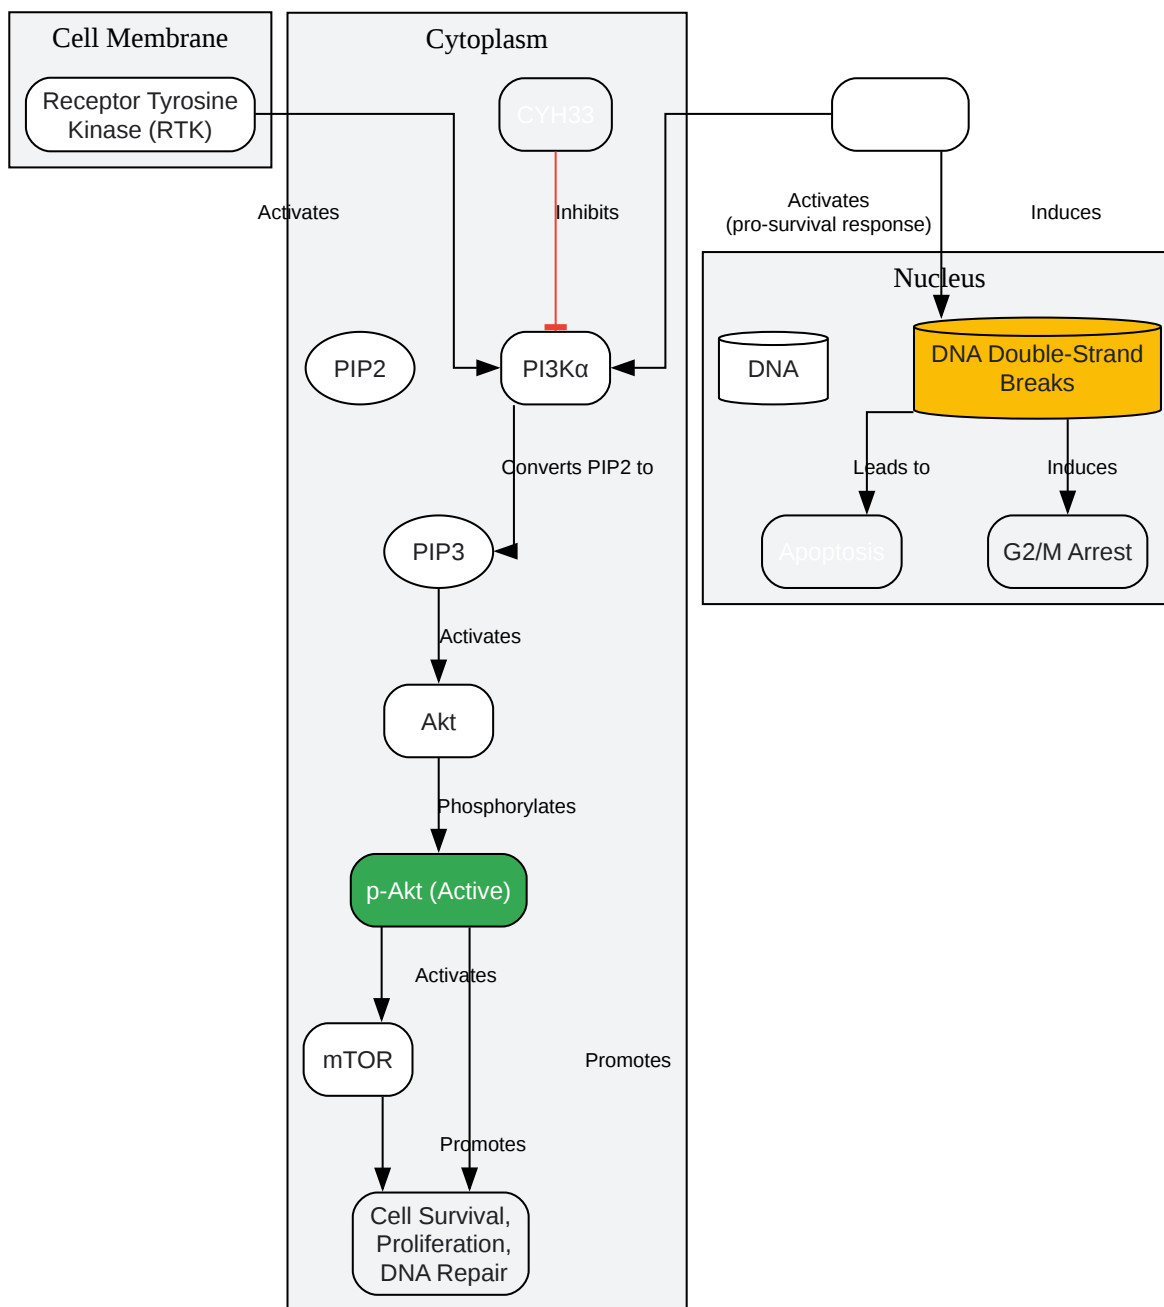 Cell Membrane
Cytoplasm
Receptor Tyrosine
Kinase (RTK)
CYH33
Activates
Inhibits
Activates
(pro-survival response)
Induces
Nucleus
PIP2
PI3Kα
DNA
DNA Double-Strand
Breaks
Converts PIP2 to
Leads to
Induces
PIP3
Apoptosis
G2/M Arrest
Activates
Akt
Phosphorylates
p-Akt (Active)
Activates
mTOR
Promotes
Promotes
Cell Survival,
Proliferation,
DNA Repair